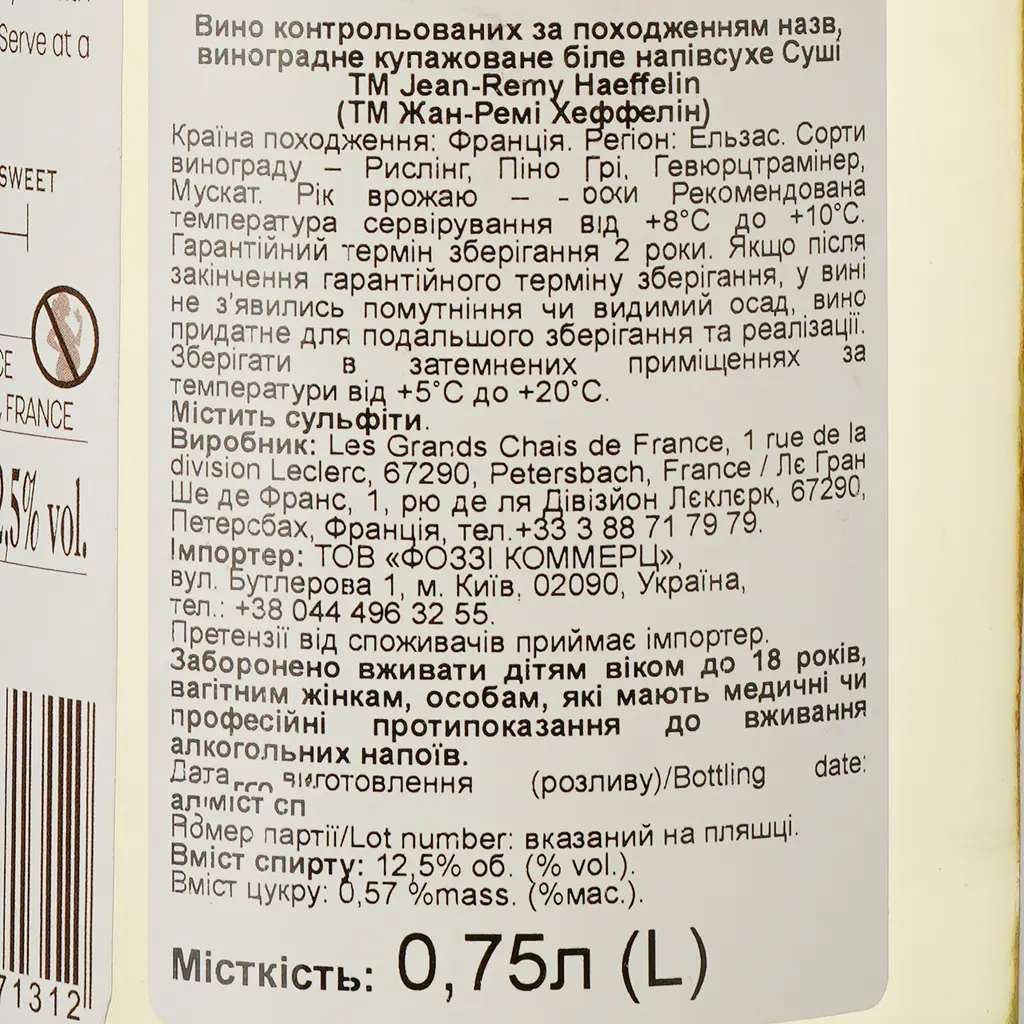 Serve at a
SWEET
FRANCE
,5% vol.
71312
Вино контрольованих за походженням назв,
виноградне купажоване біле напівсухе Суші
ТМ Jean-Remy Haeffelin
(ТМ Жан-Ремі Хеффелін)
Країна походження: Франція. Регіон: Ельзас. Сорти
винограду – Рислінг, Піно Грі, Гевюрцтрамінер,
Мускат. Рік врожаю – - Рекомендована
температура сервірування від +8°С до +10°С.
Гарантійний термін зберігання 2 роки. Якщо після
закінчення гарантійного терміну зберігання, у вині
не з’явились помутніння чи видимий осад, вино
придатне для подальшого зберігання та реалізації.
Зберігати в затемнених приміщеннях за
температури від +5°С до +20°С.
Містить сульфіти.
Виробник: Les Grands Chais de France, 1 rue de la
division Leclerc, 67290, Petersbach, France / Лє Гран
Ше де Франс, 1, рю де ля Дівізйон Лєклєрк, 67290,
Петерсбах, Франція, тел.+33 3 88 71 79 79.
Імпортер: ТОВ «ФОЗЗІ КОММЕРЦ»,
вул. Бутлерова 1, м. Київ, 02090, Україна,
тел.: +38 044 496 32 55.
Претензії від споживачів приймає імпортер.
Заборонено вживати дітям віком до 18 років,
вагітним жінкам, особам, які мають медичні чи
професійні протипоказання до вживання
алкогольних напоїв.
Дата виготовлення (розливу)/Bottling date:
Номер партії/Lot number: вказаний на пляшці.
Вміст спирту: 12,5% об. (% vol.).
Вміст цукру: 0,57 %mass. (%мас.).
Місткість: 0,75л (L)